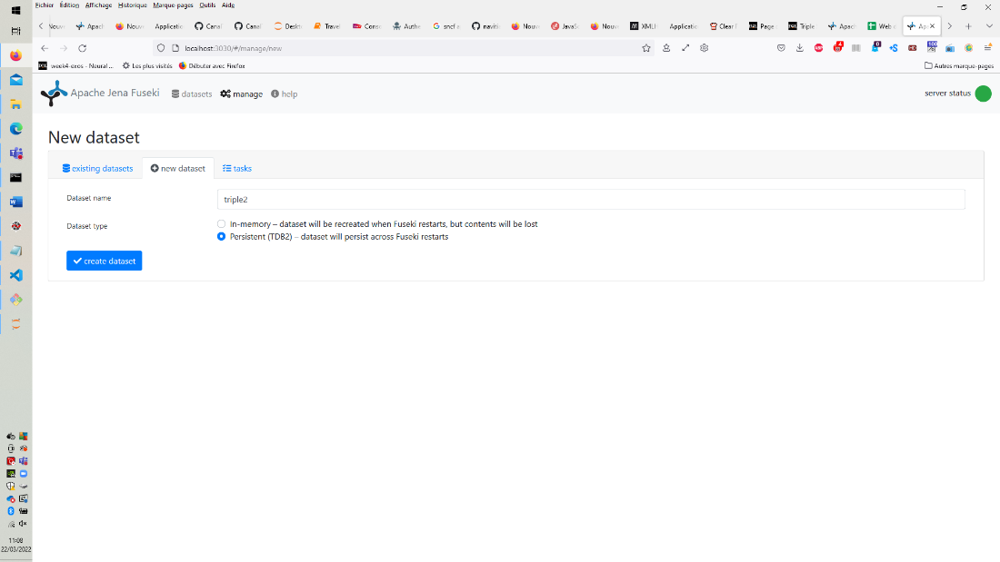 Fichier Édition Affichage Historique Marque-pages Outils Aide
Nouv Apach Nouv Applicatio Canal Canal Deskto Travel Conse Authe sncf a navitia Nouv JavaSc Nouv XMLH Applicatio Clear Page Triple Apach Web Ap
localhost:3030/#/manage/new
week4-exos - Neural ... Les plus visités Débuter avec Firefox Autres marque-pages
Apache Jena Fuseki datasets manage help server status
New dataset
existing datasets new dataset tasks
Dataset name triple2
Dataset type In-memory – dataset will be recreated when Fuseki restarts, but contents will be lost
Persistent (TDB2) – dataset will persist across Fuseki restarts
create dataset
11:08
22/03/2022